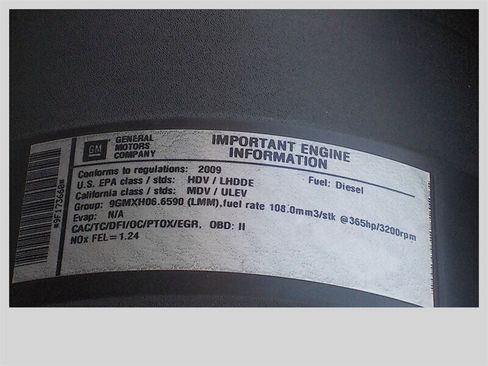 GM
GENERAL
MOTORS
COMPANY
IMPORTANT ENGINE
INFORMATION
Conforms to regulations: 2009
Fuel: Diesel
U.S. EPA class / stds: HDV / LHDDE
California class / stds: MDV / ULEV
Group: 9GMXH06.6590 (LMM),fuel rate 108.0mm3/stk @365hp/3200rpm
Evap: N/A
CAC/TC/DFI/OC/PTOX/EGR, OBD: II
NOx FEL=1.24